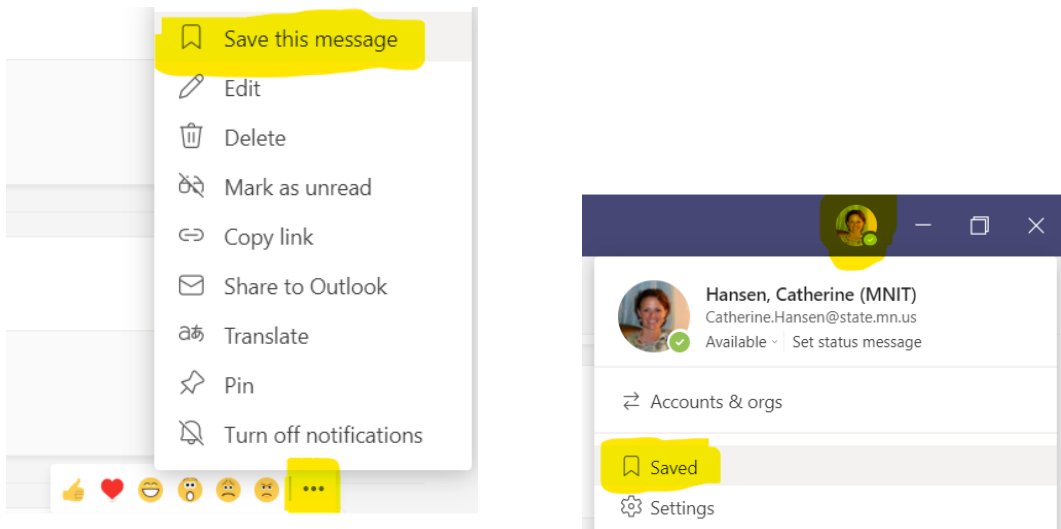 Save this message
Edit
Delete
Mark as unread
Copy link
Share to Outlook
Translate
Pin
Turn off notifications
Hansen, Catherine (MNIT)
Catherine.Hansen@state.mn.us
Available
Set status message
Accounts & orgs
Saved
Settings